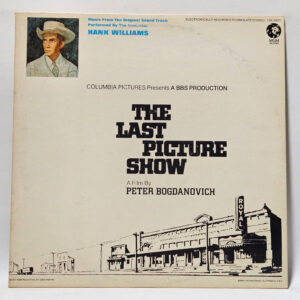 Music From the Original Sound Track
Performed By The Immortal
HANK WILLIAMS
MGM
COLUMBIA PICTURES Presents A BBS PRODUCTION
THE
LAST
PICTURE
SHOW
A Film By
PETER BOGDANOVICH
ROYAL